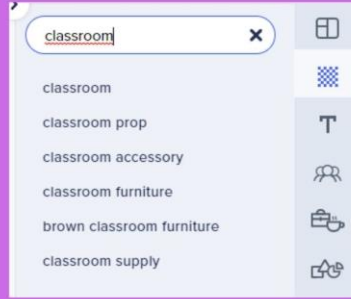 classroom
classroom
classroom prop
classroom accessory
classroom furniture
brown classroom furniture
classroom supply